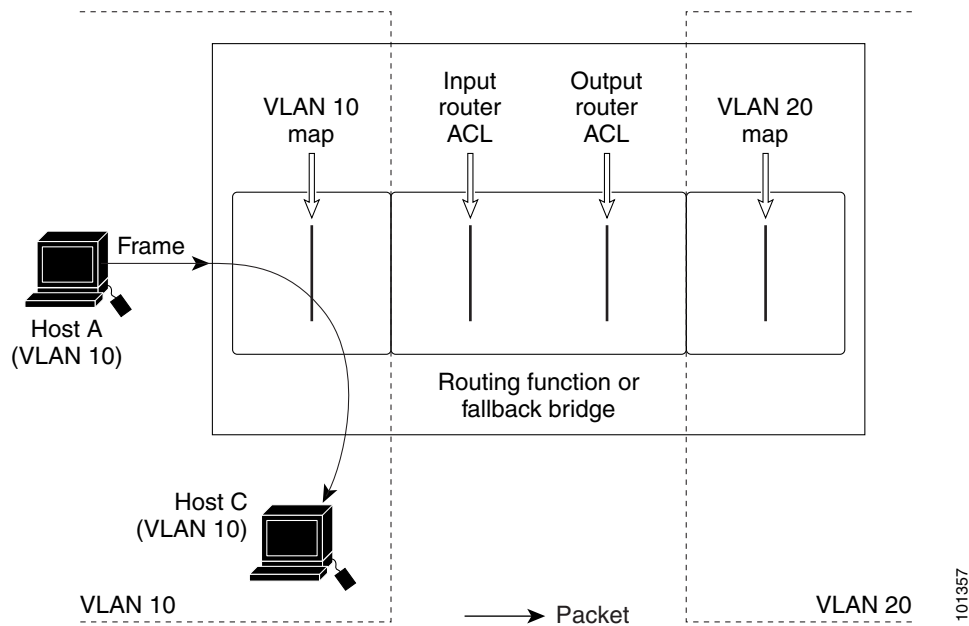 VLAN 10
map
Input
router
ACL
Output
router
ACL
VLAN 20
map
Frame
Host A
(VLAN 10)
Routing function or
fallback bridge
Host C
(VLAN 10)
VLAN 10
Packet
VLAN 20
101357